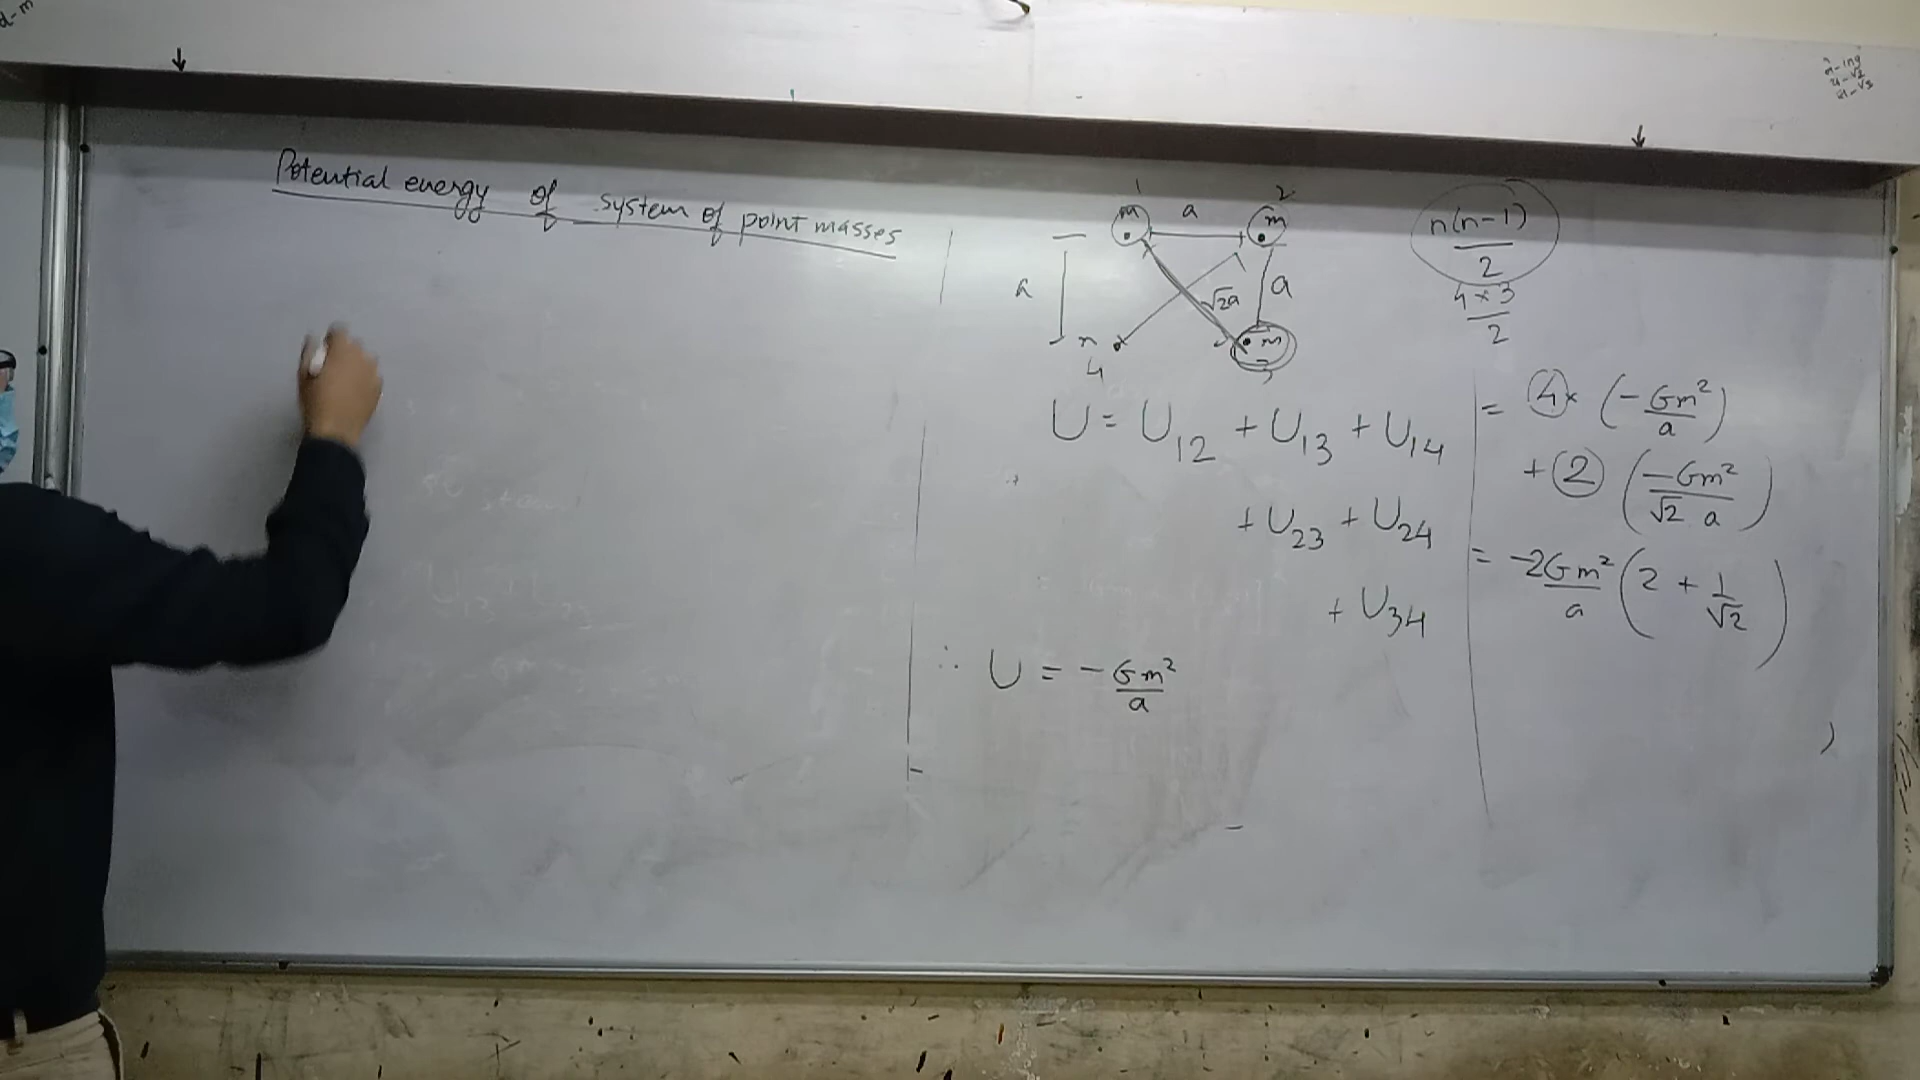 Potential energy of system of point masses
1 2
m a m
a √2a a
m m
4 3
n(n-1)
2
4 × 3
2
U = U12 + U13 + U14
+ U23 + U24
+ U34
∴ U = - Gm²
a
= 4 × (- Gm²
a)
+ 2 (-Gm²
√2 a)
= -2Gm² (2 + 1
a √2)